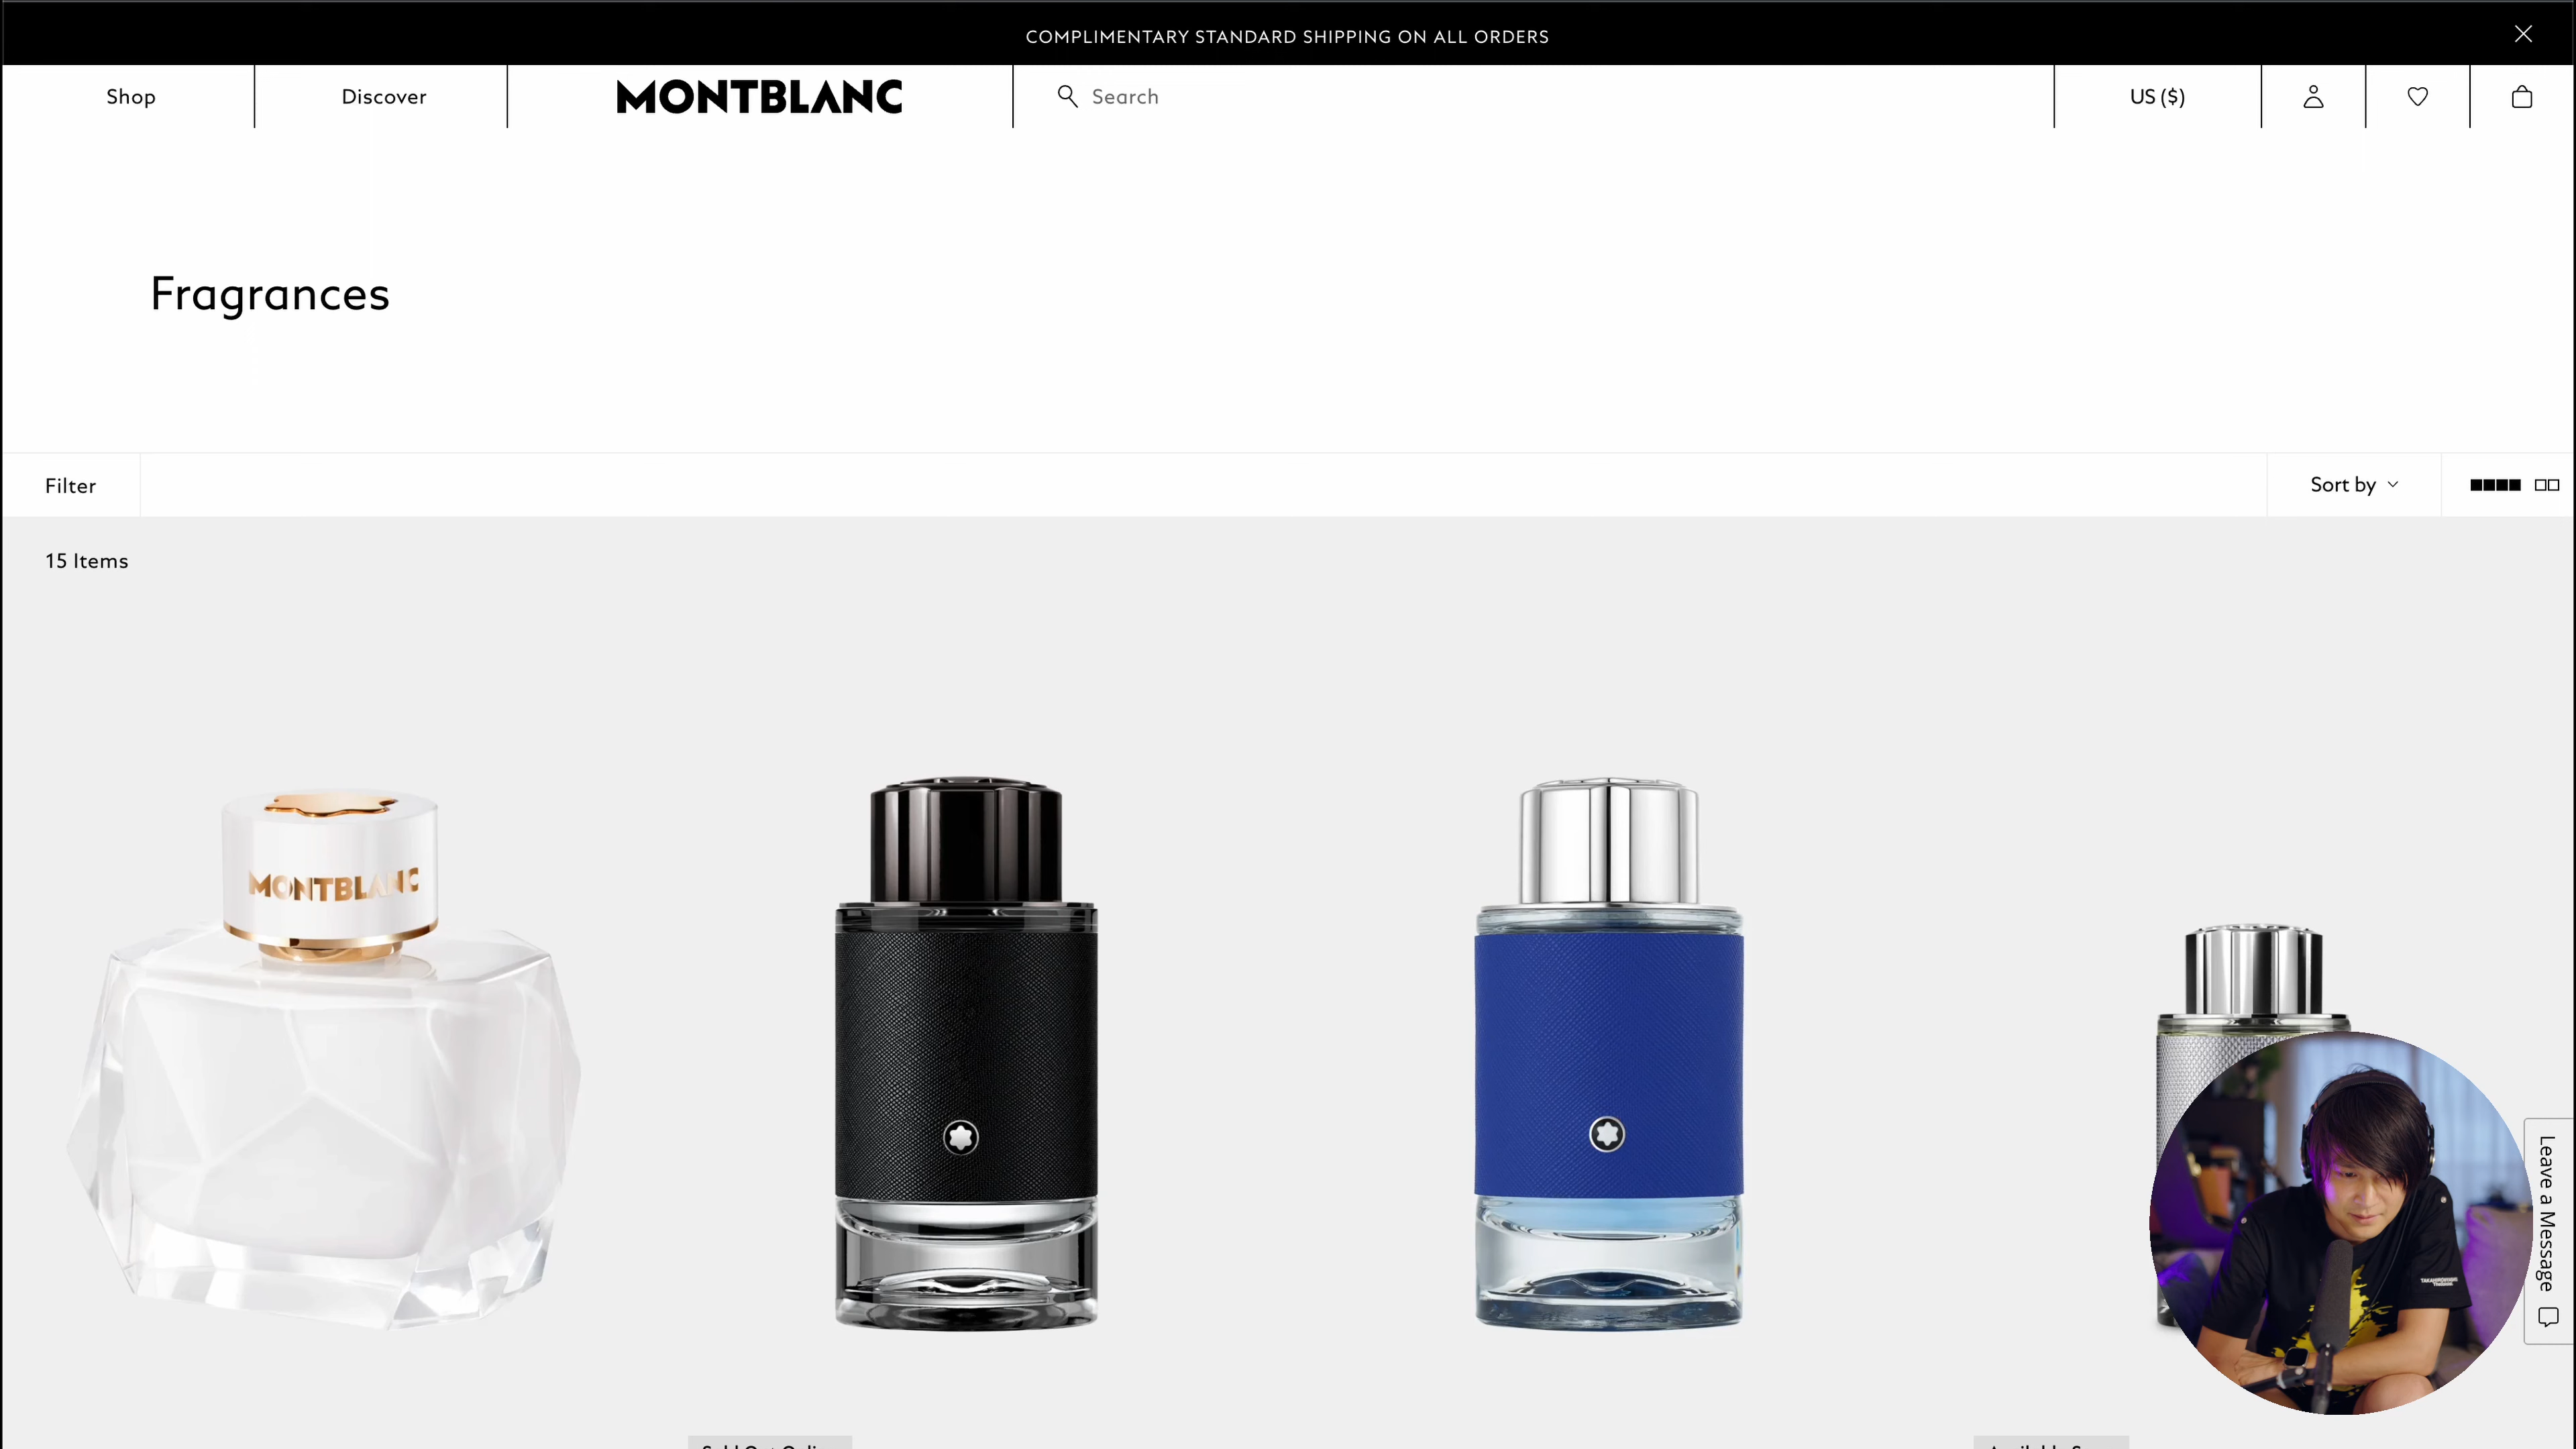 COMPLIMENTARY STANDARD SHIPPING ON ALL ORDERS
Shop
Discover
MONTBLANC
Search
US ($)
Fragrances
Filter
Sort by
15 Items
MONTBLANC
Leave a Message